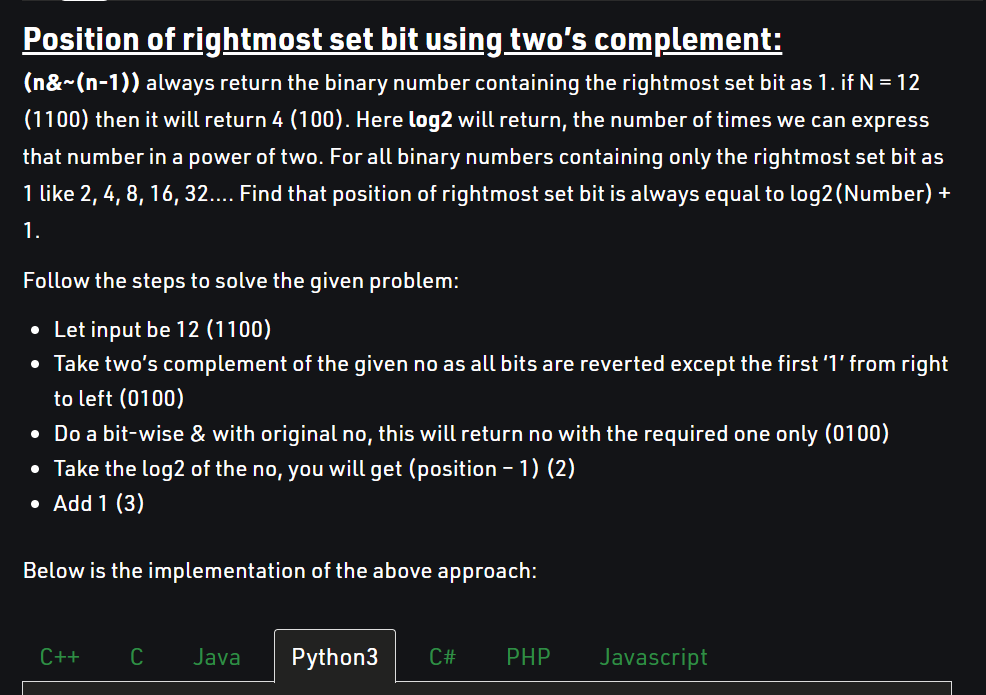 Position of rightmost set bit using two's complement:
(n&~(n-1)) always return the binary number containing the rightmost set bit as 1. if N = 12
(1100) then it will return 4 (100). Here log2 will return, the number of times we can express
that number in a power of two. For all binary numbers containing only the rightmost set bit as
1 like 2, 4, 8, 16, 32.... Find that position of rightmost set bit is always equal to log2(Number) +
1.
Follow the steps to solve the given problem:
• Let input be 12 (1100)
• Take two's complement of the given no as all bits are reverted except the first '1' from right
to left (0100)
• Do a bit-wise & with original no, this will return no with the required one only (0100)
• Take the log2 of the no, you will get (position – 1) (2)
• Add 1 (3)
Below is the implementation of the above approach:
C++ C Java Python3 C# PHP Javascript